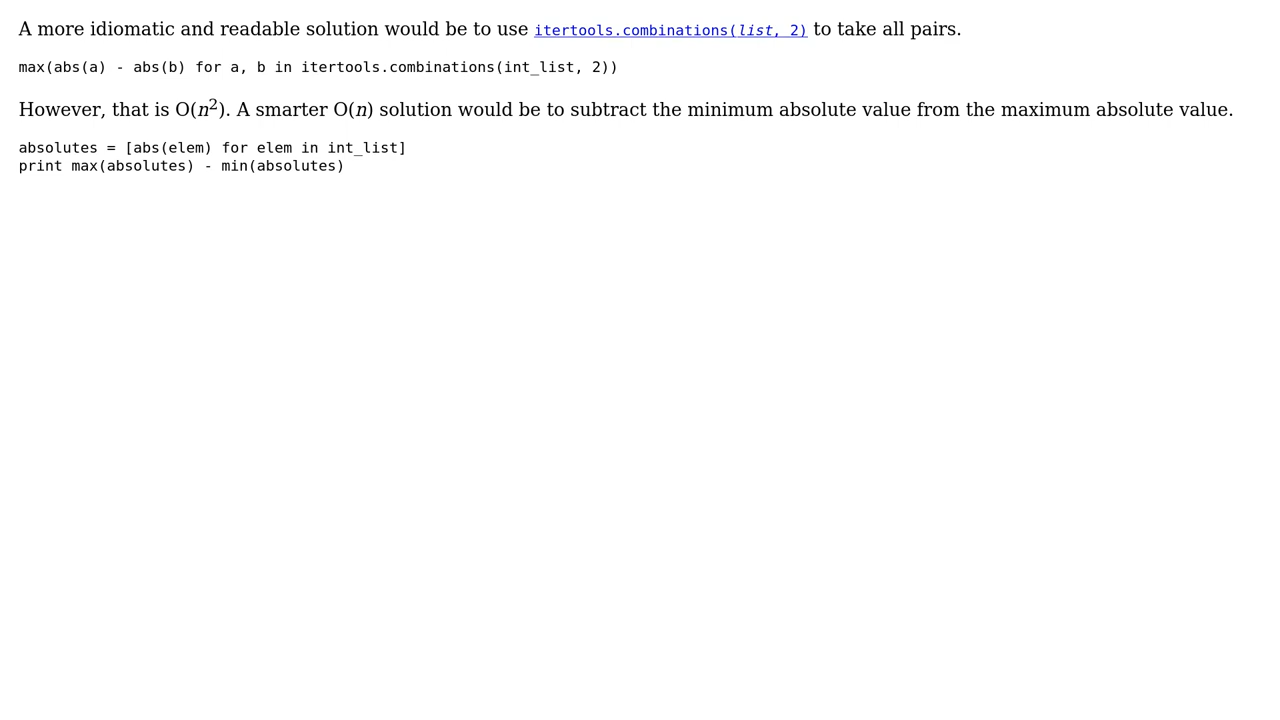 A more idiomatic and readable solution would be to use itertools.combinations(list, 2) to take all pairs.
max(abs(a) - abs(b) for a, b in itertools.combinations(int_list, 2))
However, that is O(n²). A smarter O(n) solution would be to subtract the minimum absolute value from the maximum absolute value.
absolutes = [abs(elem) for elem in int_list]
print max(absolutes) - min(absolutes)